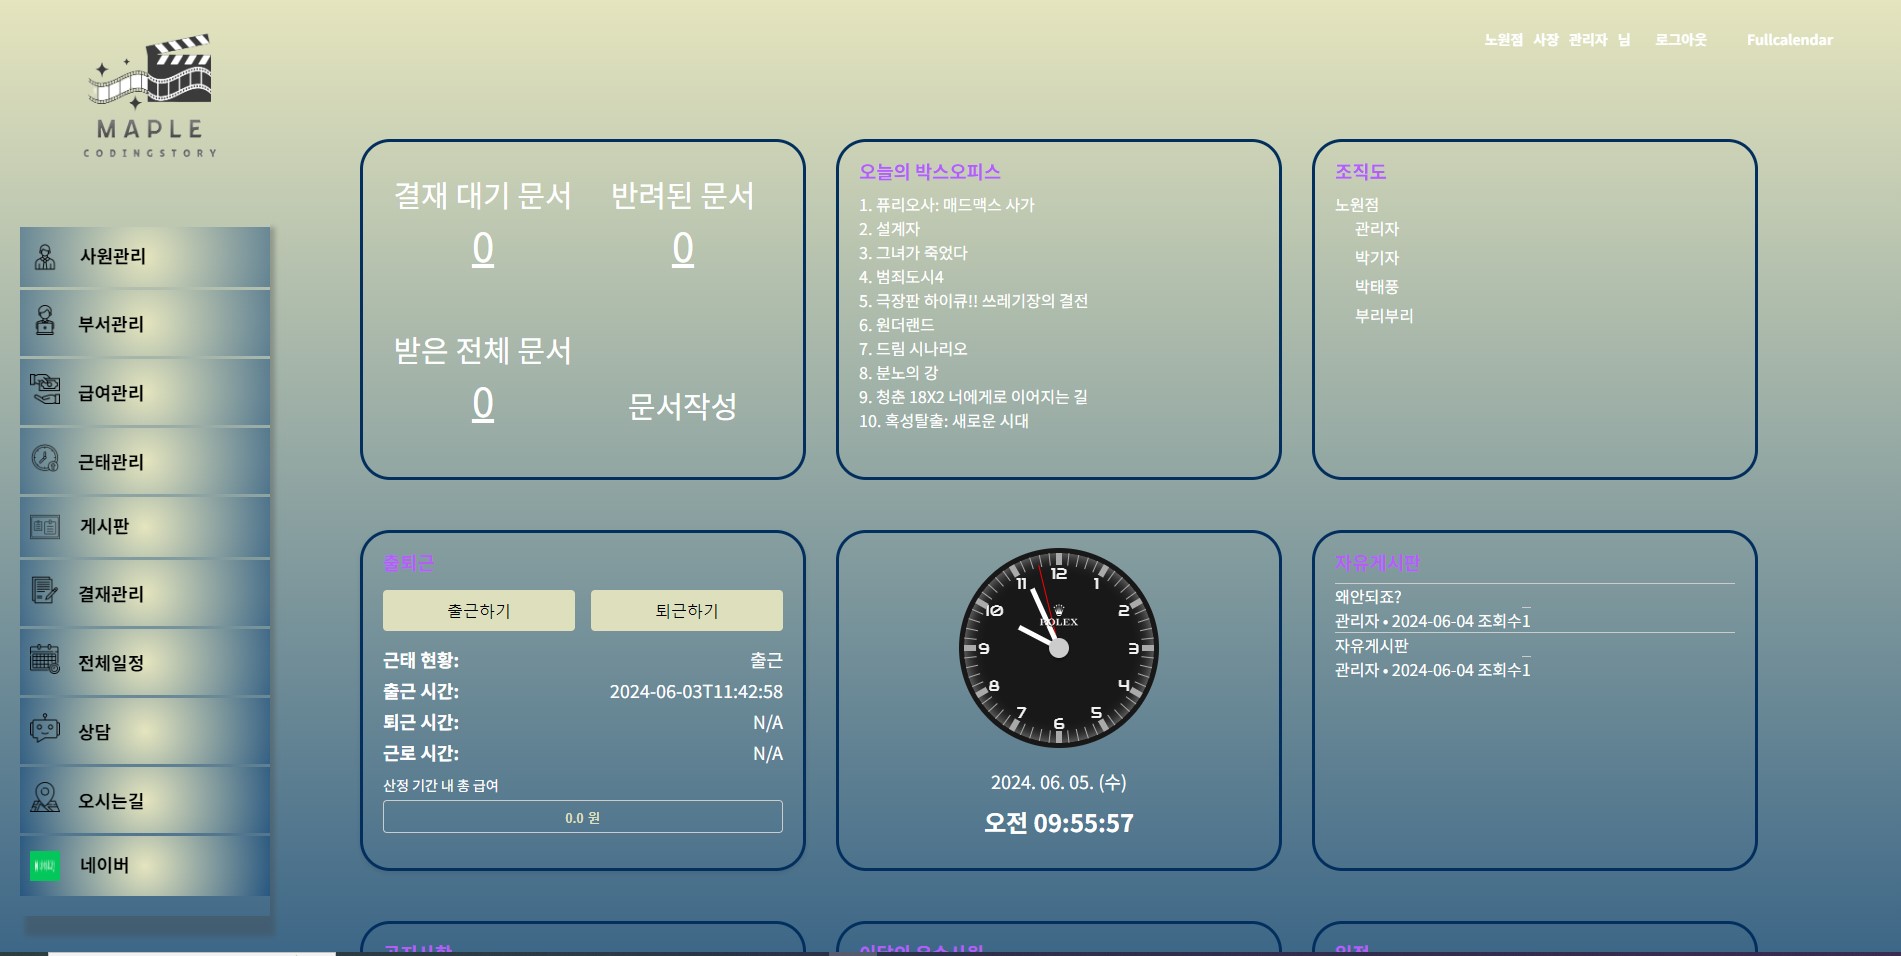 MAPLE
CODINGSTORY
노원점 사장 관리자 님 로그아웃 Fullcalendar
사원관리
부서관리
급여관리
근태관리
게시판
결재관리
전체일정
상담
오시는길
네이버
결재 대기 문서
0
반려된 문서
0
받은 전체 문서
0
문서작성
오늘의 박스오피스
1. 퓨리오사: 매드맥스 사가
2. 설계자
3. 그녀가 죽었다
4. 범죄도시4
5. 극장판 하이큐!! 쓰레기장의 결전
6. 원더랜드
7. 드림 시나리오
8. 분노의 강
9. 청춘 18X2 너에게로 이어지는 길
10. 혹성탈출: 새로운 시대
조직도
노원점
관리자
박기자
박태풍
부리부리
출퇴근
출근하기 퇴근하기
근태 현황: 출근
출근 시간: 2024-06-03T11:42:58
퇴근 시간: N/A
근로 시간: N/A
산정 기간 내 총 급여
0.0 원
12
1
2
3
4
5
6
7
8
9
10
11
ROLEX
2024. 06. 05. (수)
오전 09:55:57
자유게시판
왜안되죠?
관리자 • 2024-06-04 조회수1
자유게시판
관리자 • 2024-06-04 조회수1